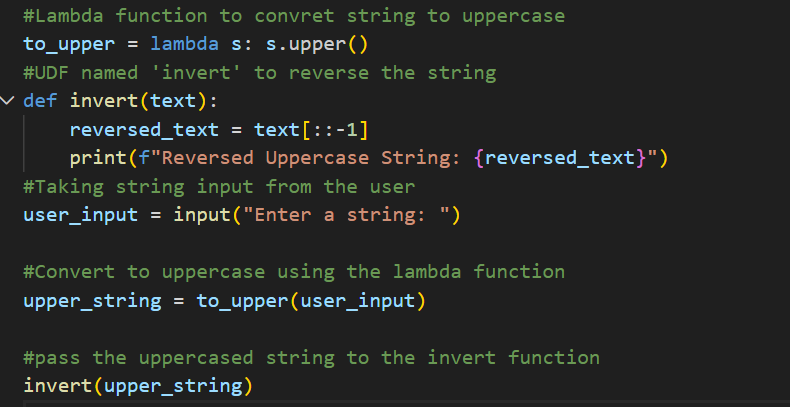 #Lambda function to convret string to uppercase
to_upper = lambda s: s.upper()
#UDF named 'invert' to reverse the string
def invert(text):
    reversed_text = text[::-1]
    print(f"Reversed Uppercase String: {reversed_text}")
#Taking string input from the user
user_input = input("Enter a string: ")

#Convert to uppercase using the lambda function
upper_string = to_upper(user_input)

#pass the uppercased string to the invert function
invert(upper_string)